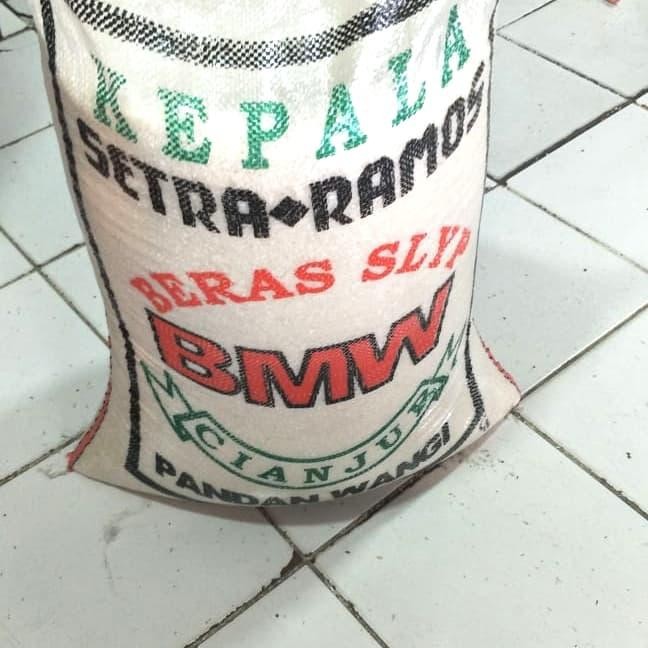 KEPALA
SETRA◆RAMOS
BERAS SLYP
BMW
CIANJUR
PANDAN WANGI